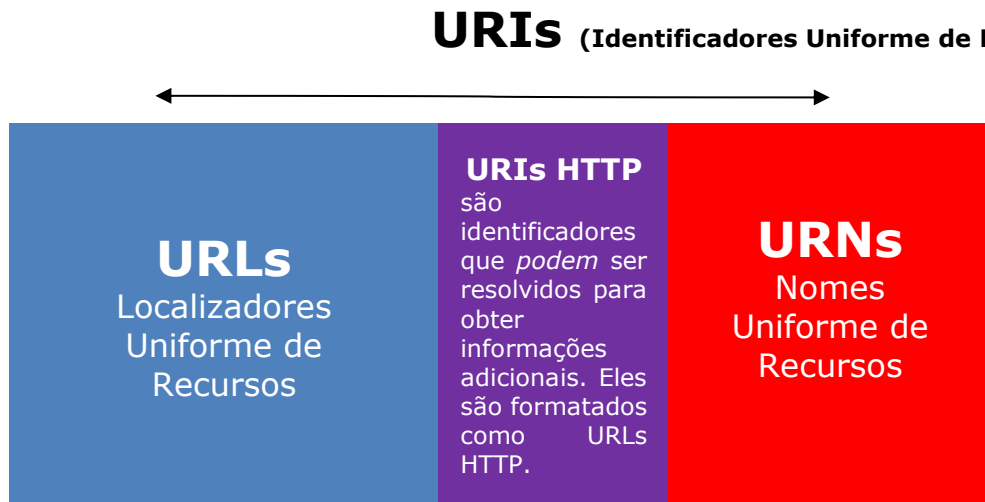 URIs (Identificadores Uniforme de
URIs HTTP
são
identificadores
que podem ser
resolvidos para
obter
informações
adicionais. Eles
são formatados
como URLs
HTTP.
URLs
Localizadores
Uniforme de
Recursos
URNs
Nomes
Uniforme de
Recursos